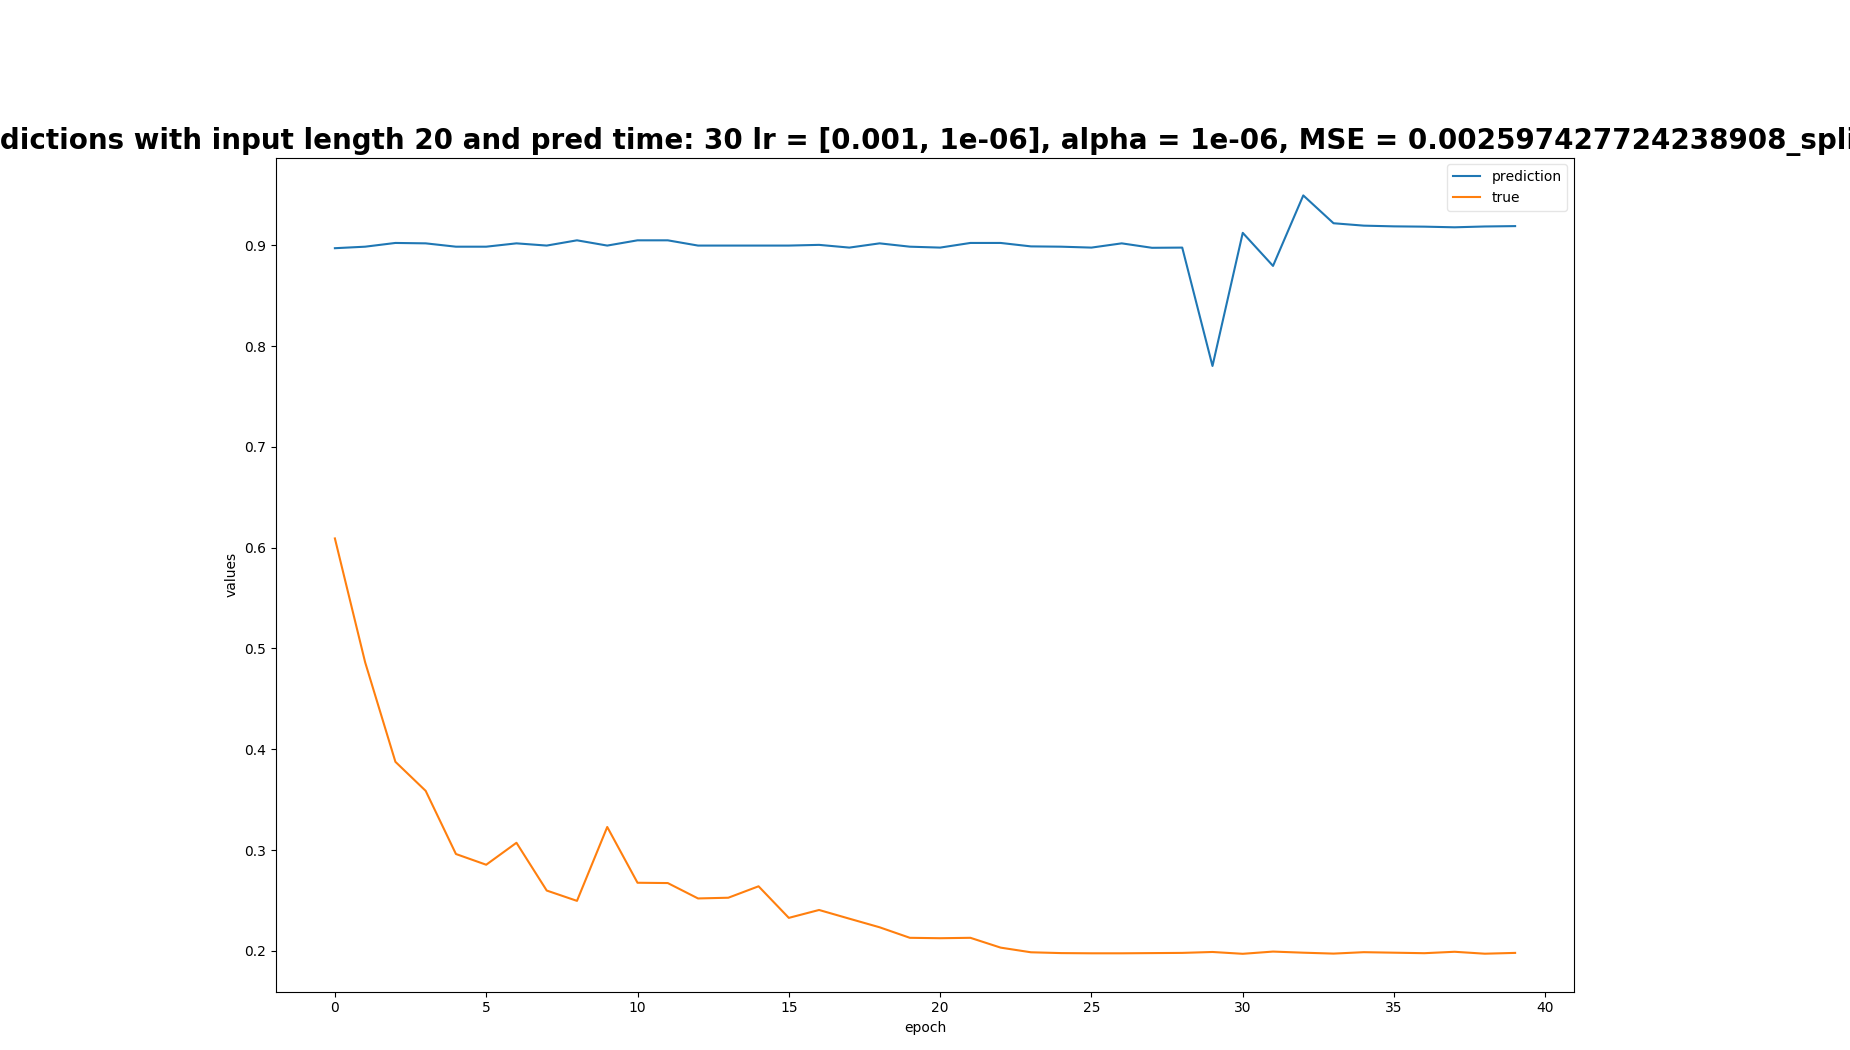 dictions with input length 20 and pred time: 30 lr = [0.001, 1e-06], alpha = 1e-06, MSE = 0.002597427724238908_spli
prediction
true
0.9
0.8
0.7
0.6
0.5
0.4
0.3
0.2
values
0 5 10 15 20 25 30 35 40
epoch